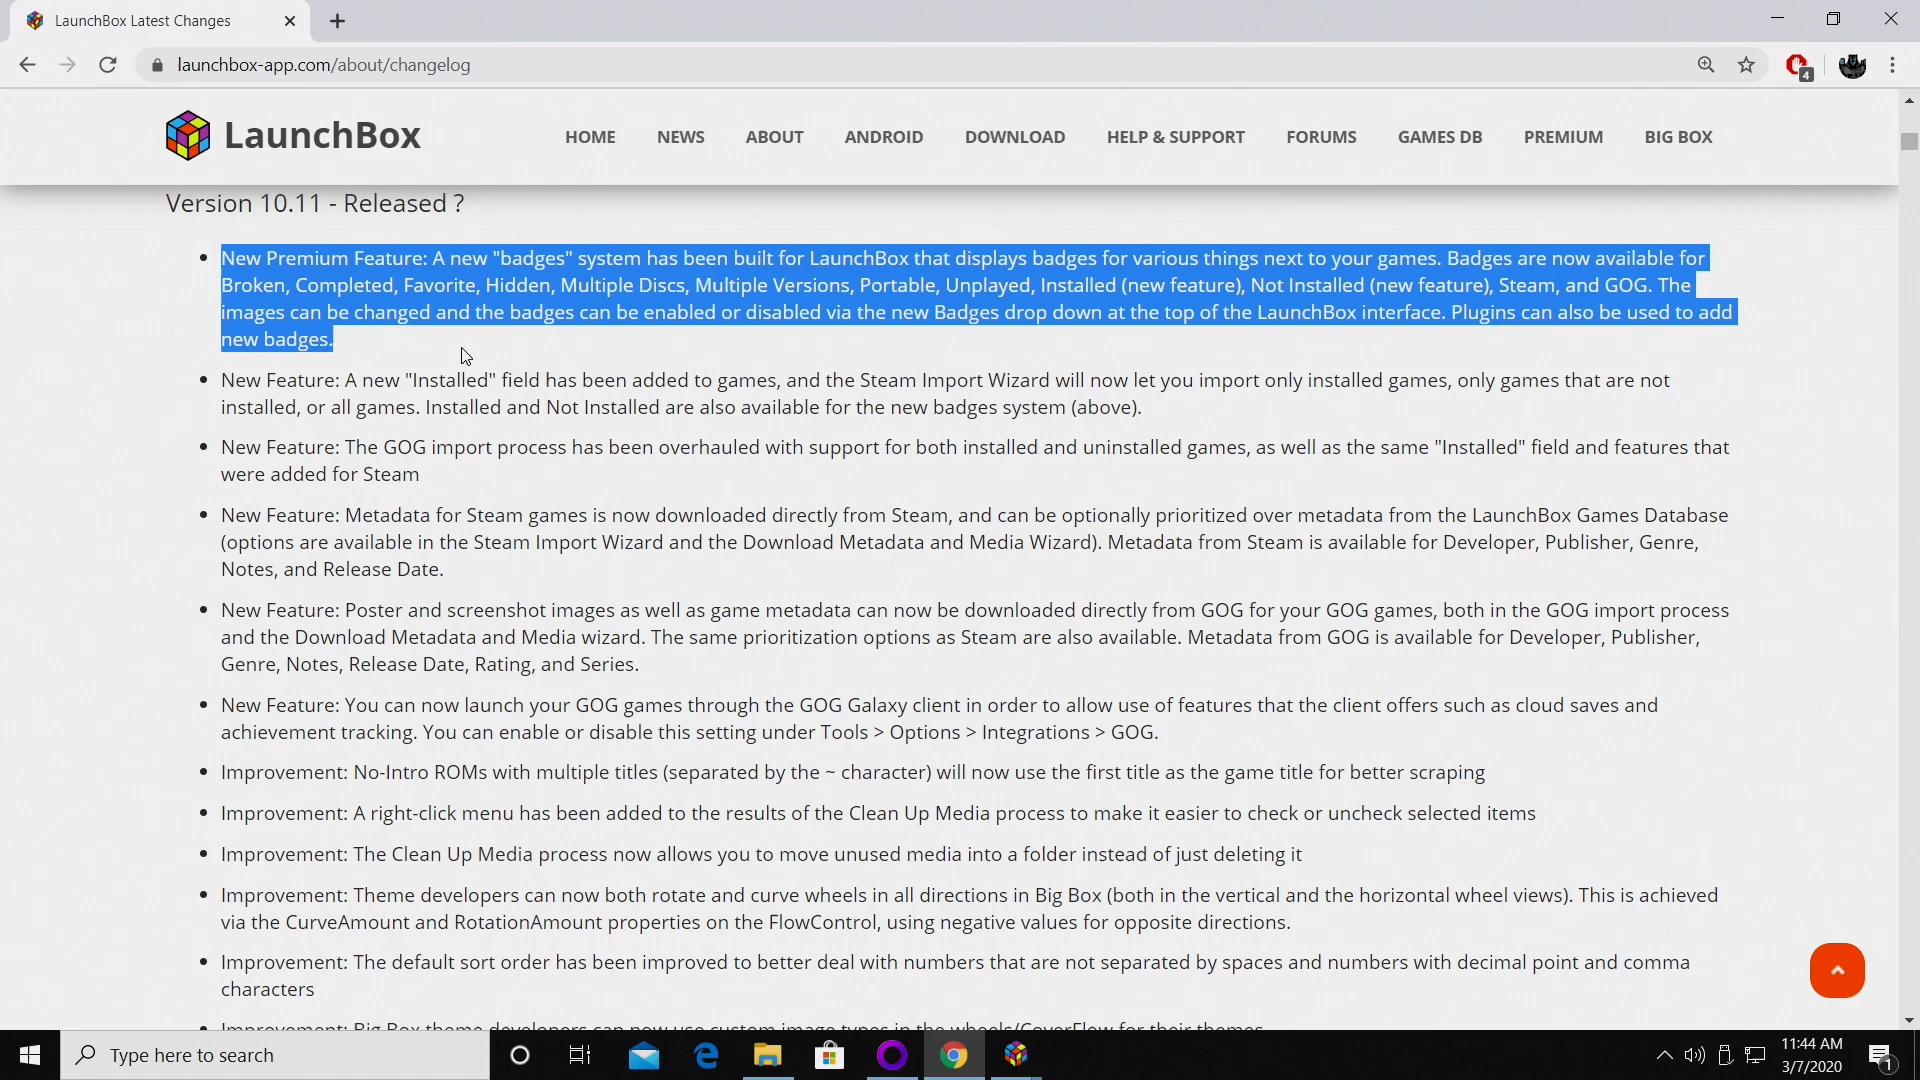 LaunchBox Latest Changes
launchbox-app.com/about/changelog
4
LaunchBox
HOME NEWS ABOUT ANDROID DOWNLOAD HELP & SUPPORT FORUMS GAMES DB PREMIUM BIG BOX
Version 10.11 - Released ?
New Premium Feature: A new "badges" system has been built for LaunchBox that displays badges for various things next to your games. Badges are now available for
Broken, Completed, Favorite, Hidden, Multiple Discs, Multiple Versions, Portable, Unplayed, Installed (new feature), Not Installed (new feature), Steam, and GOG. The
images can be changed and the badges can be enabled or disabled via the new Badges drop down at the top of the LaunchBox interface. Plugins can also be used to add
new badges.
New Feature: A new "Installed" field has been added to games, and the Steam Import Wizard will now let you import only installed games, only games that are not
installed, or all games. Installed and Not Installed are also available for the new badges system (above).
New Feature: The GOG import process has been overhauled with support for both installed and uninstalled games, as well as the same "Installed" field and features that
were added for Steam
New Feature: Metadata for Steam games is now downloaded directly from Steam, and can be optionally prioritized over metadata from the LaunchBox Games Database
(options are available in the Steam Import Wizard and the Download Metadata and Media Wizard). Metadata from Steam is available for Developer, Publisher, Genre,
Notes, and Release Date.
New Feature: Poster and screenshot images as well as game metadata can now be downloaded directly from GOG for your GOG games, both in the GOG import process
and the Download Metadata and Media wizard. The same prioritization options as Steam are also available. Metadata from GOG is available for Developer, Publisher,
Genre, Notes, Release Date, Rating, and Series.
New Feature: You can now launch your GOG games through the GOG Galaxy client in order to allow use of features that the client offers such as cloud saves and
achievement tracking. You can enable or disable this setting under Tools > Options > Integrations > GOG.
Improvement: No-Intro ROMs with multiple titles (separated by the ~ character) will now use the first title as the game title for better scraping
Improvement: A right-click menu has been added to the results of the Clean Up Media process to make it easier to check or uncheck selected items
Improvement: The Clean Up Media process now allows you to move unused media into a folder instead of just deleting it
Improvement: Theme developers can now both rotate and curve wheels in all directions in Big Box (both in the vertical and the horizontal wheel views). This is achieved
via the CurveAmount and RotationAmount properties on the FlowControl, using negative values for opposite directions.
Improvement: The default sort order has been improved to better deal with numbers that are not separated by spaces and numbers with decimal point and comma
characters
Improvement: Big Box theme developers can now use custom image types in the wheels/CoverFlow for their themes
Type here to search
11:44 AM
3/7/2020
1